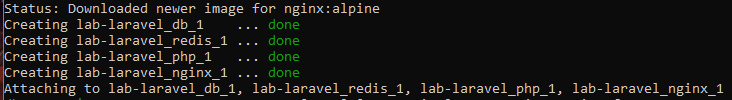 Status: Downloaded newer image for nginx:alpine
Creating lab-laravel_db_1    ... done
Creating lab-laravel_redis_1 ... done
Creating lab-laravel_php_1   ... done
Creating lab-laravel_nginx_1 ... done
Attaching to lab-laravel_db_1, lab-laravel_redis_1, lab-laravel_php_1, lab-laravel_nginx_1